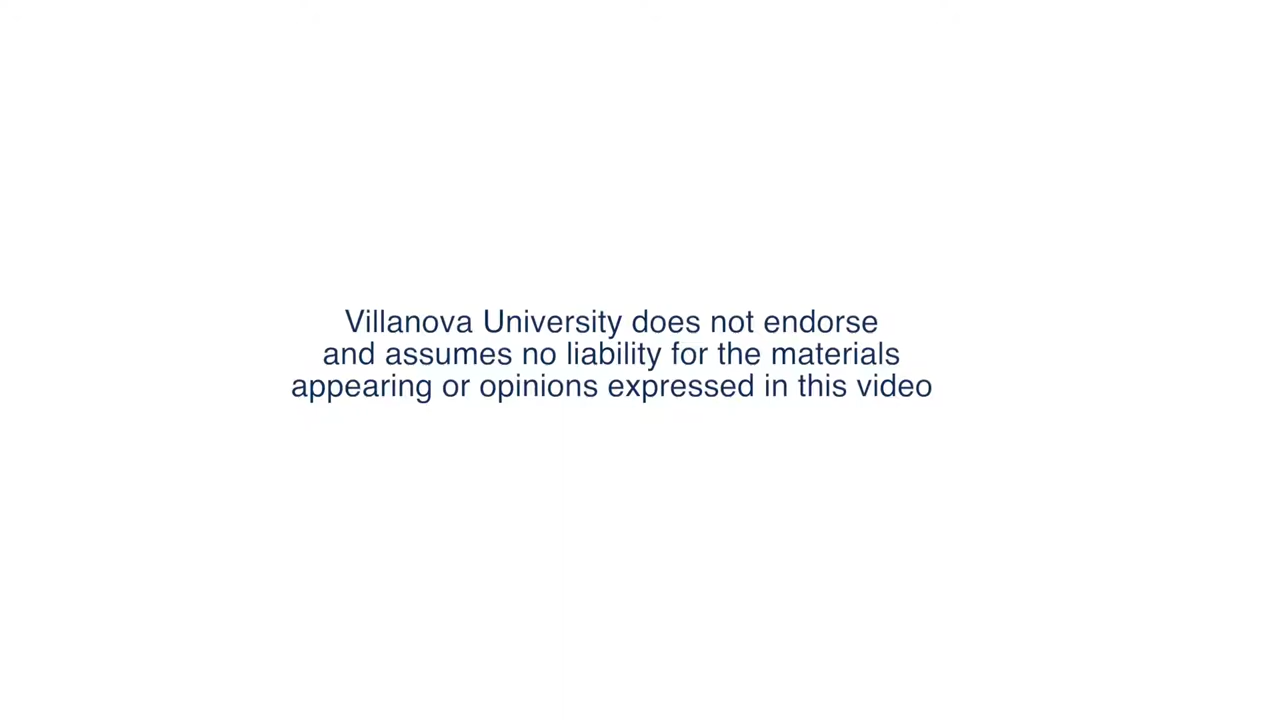 Villanova University does not endorse
and assumes no liability for the materials
appearing or opinions expressed in this video